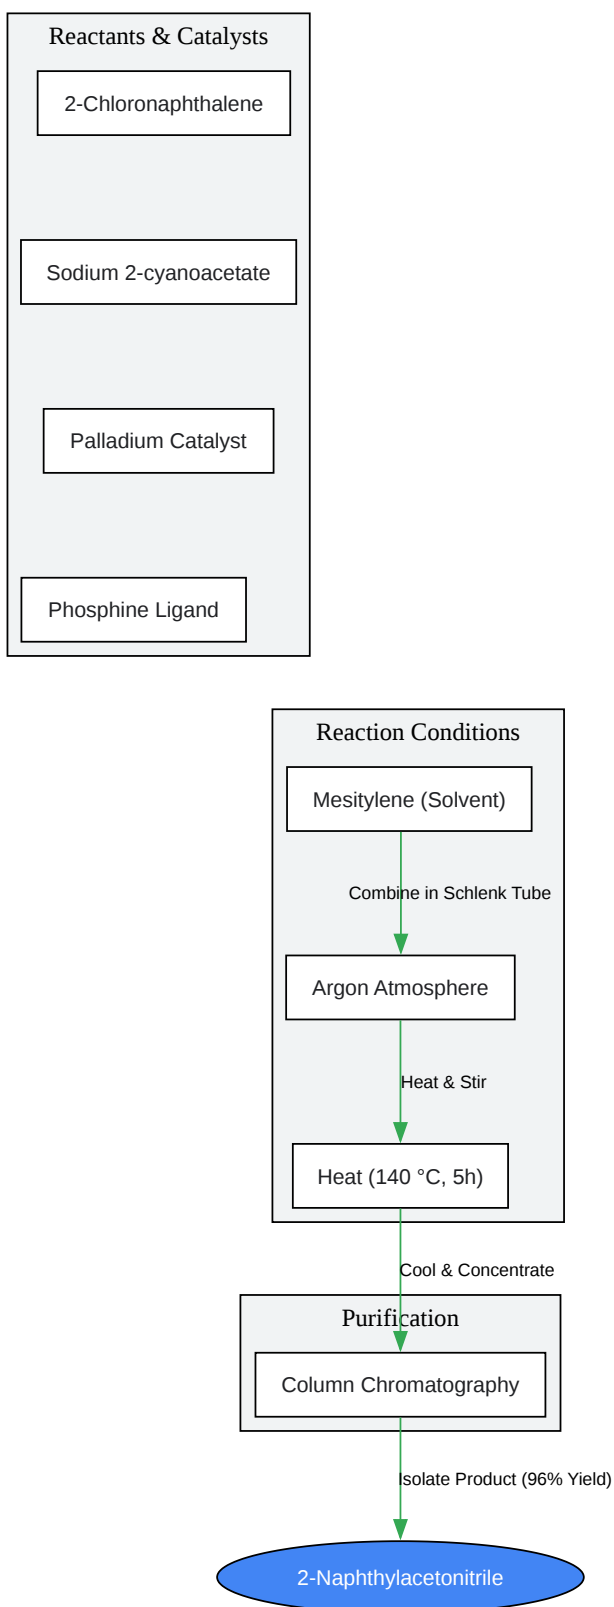 Reactants & Catalysts
2-Chloronaphthalene
Sodium 2-cyanoacetate
Palladium Catalyst
Phosphine Ligand
Reaction Conditions
Mesitylene (Solvent)
Combine in Schlenk Tube
Argon Atmosphere
Heat & Stir
Heat (140 °C, 5h)
Cool & Concentrate
Purification
Column Chromatography
Isolate Product (96% Yield)
2-Naphthylacetonitrile